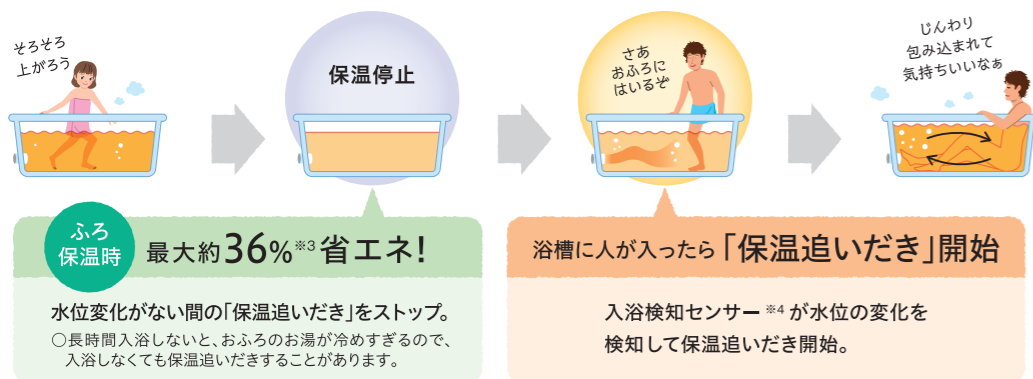 そろそろ
上がろう
保温停止
さあ
おふろに
はいるぞ
じんわり
包み込まれて
気持ちいいなぁ
ふろ
保温時
最大約36%※3省エネ!
水位変化がない間の「保温追いだき」をストップ。
○長時間入浴しないと、おふろのお湯が冷めすぎるので、
入浴しなくても保温追いだきすることがあります。
浴槽に人が入ったら「保温追いだき」開始
入浴検知センサー※4が水位の変化を
検知して保温追いだき開始。